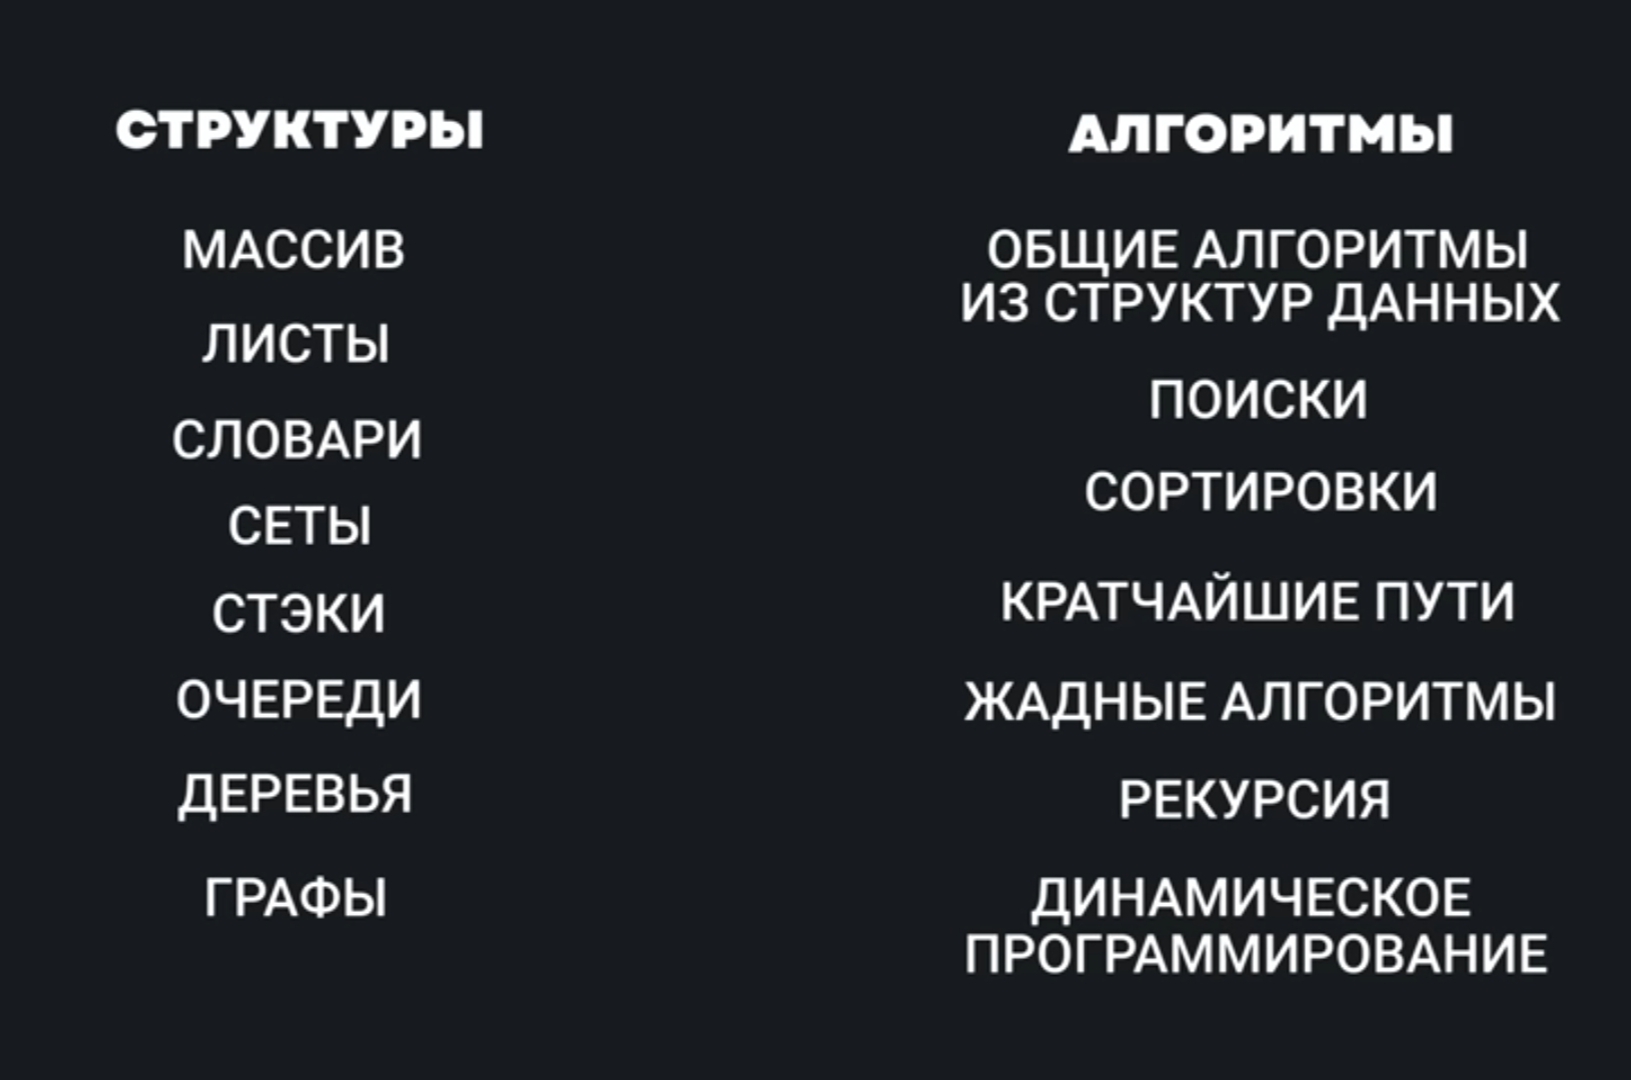 СТРУКТУРЫ
МАССИВ
ЛИСТЫ
СЛОВАРИ
СЕТЫ
СТЭКИ
ОЧЕРЕДИ
ДЕРЕВЬЯ
ГРАФЫ
АЛГОРИТМЫ
ОБЩИЕ АЛГОРИТМЫ
ИЗ СТРУКТУР ДАННЫХ
ПОИСКИ
СОРТИРОВКИ
КРАТЧАЙШИЕ ПУТИ
ЖАДНЫЕ АЛГОРИТМЫ
РЕКУРСИЯ
ДИНАМИЧЕСКОЕ
ПРОГРАММИРОВАНИЕ